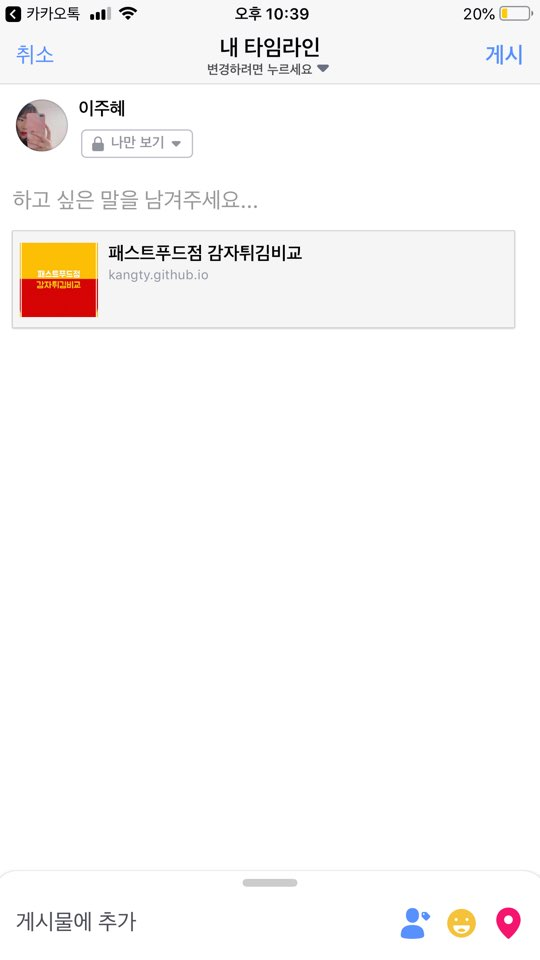 카카오톡
오후 10:39
20%
취소
내 타임라인
게시
변경하려면 누르세요
이주혜
나만 보기
하고 싶은 말을 남겨주세요...
패스트푸드점
감자튀김비교
패스트푸드점 감자튀김비교
kangty.github.io
게시물에 추가